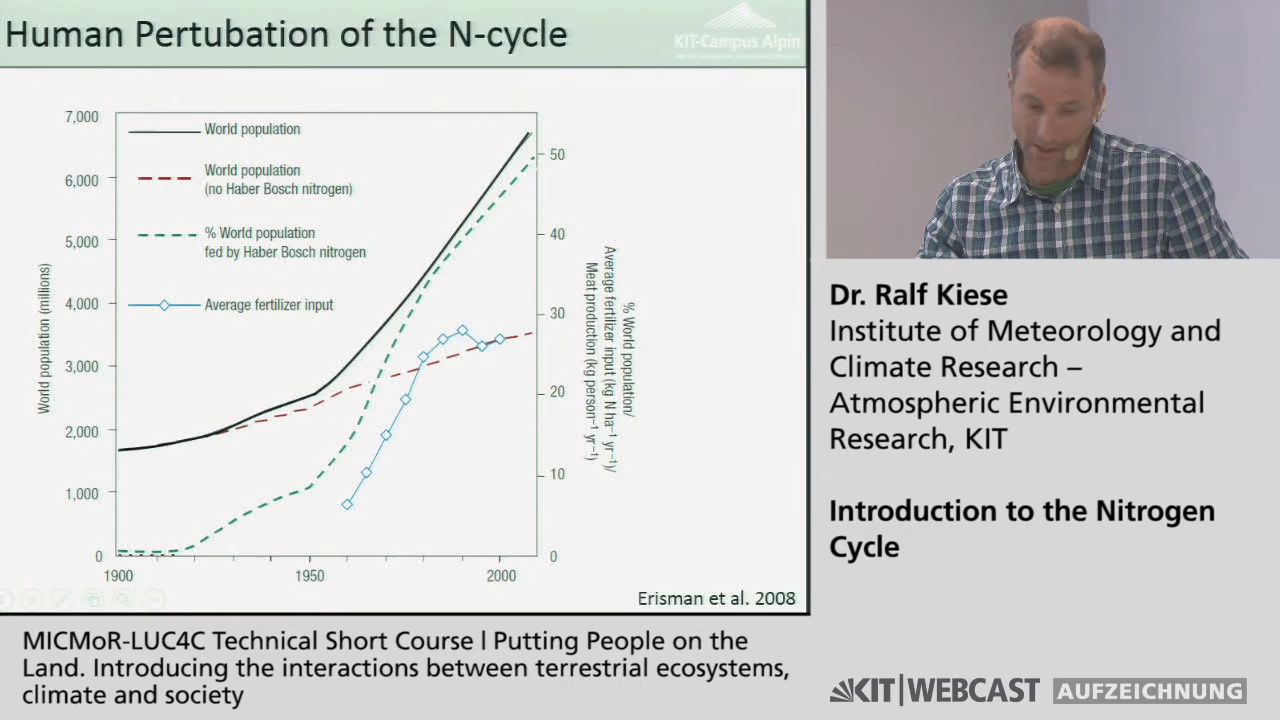 Human Pertubation of the N-cycle
KIT-Campus Alpin
7,000
6,000
5,000
4,000
3,000
2,000
1,000
0
World population (millions)
World population
World population
(no Haber Bosch nitrogen)
% World population
fed by Haber Bosch nitrogen
Average fertilizer input
50
40
30
20
10
0
% World population/
Average fertilizer input (kg N ha⁻¹ yr⁻¹)/
Meat production (kg person⁻¹ yr⁻¹)
1900
1950
2000
Erisman et al. 2008
Dr. Ralf Kiese
Institute of Meteorology and
Climate Research –
Atmospheric Environmental
Research, KIT
Introduction to the Nitrogen
Cycle
MICMoR-LUC4C Technical Short Course | Putting People on the
Land. Introducing the interactions between terrestrial ecosystems,
climate and society
KIT|WEBCAST AUFZEICHNUNG